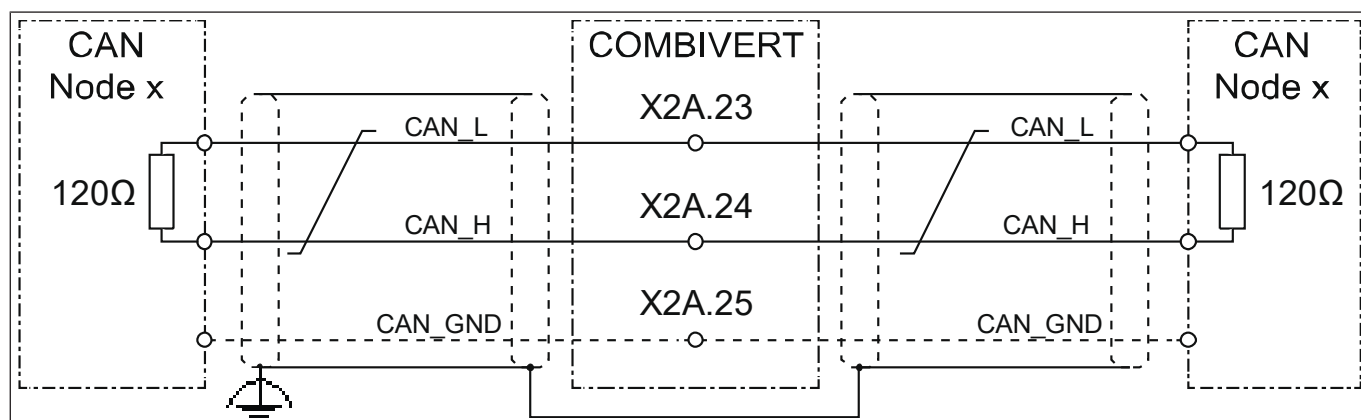 CAN
Node x
COMBIVERT
CAN
Node x
X2A.23
CAN_L
CAN_L
120Ω
X2A.24
120Ω
CAN_H
CAN_H
X2A.25
CAN_GND
CAN_GND